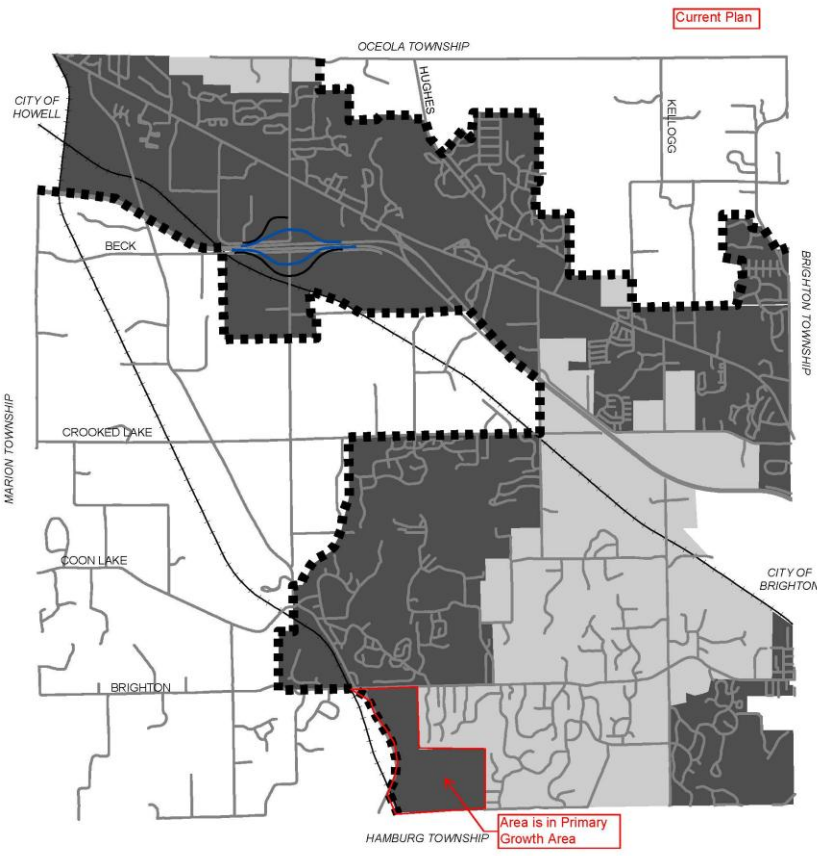 Current Plan
OCEOLA TOWNSHIP
CITY OF
HOWELL
HUGHES
KELLOGG
BECK
BRIGHTON TOWNSHIP
MARION TOWNSHIP
CROOKED LAKE
COON LAKE
CITY OF
BRIGHTON
BRIGHTON
Area is in Primary
Growth Area
HAMBURG TOWNSHIP